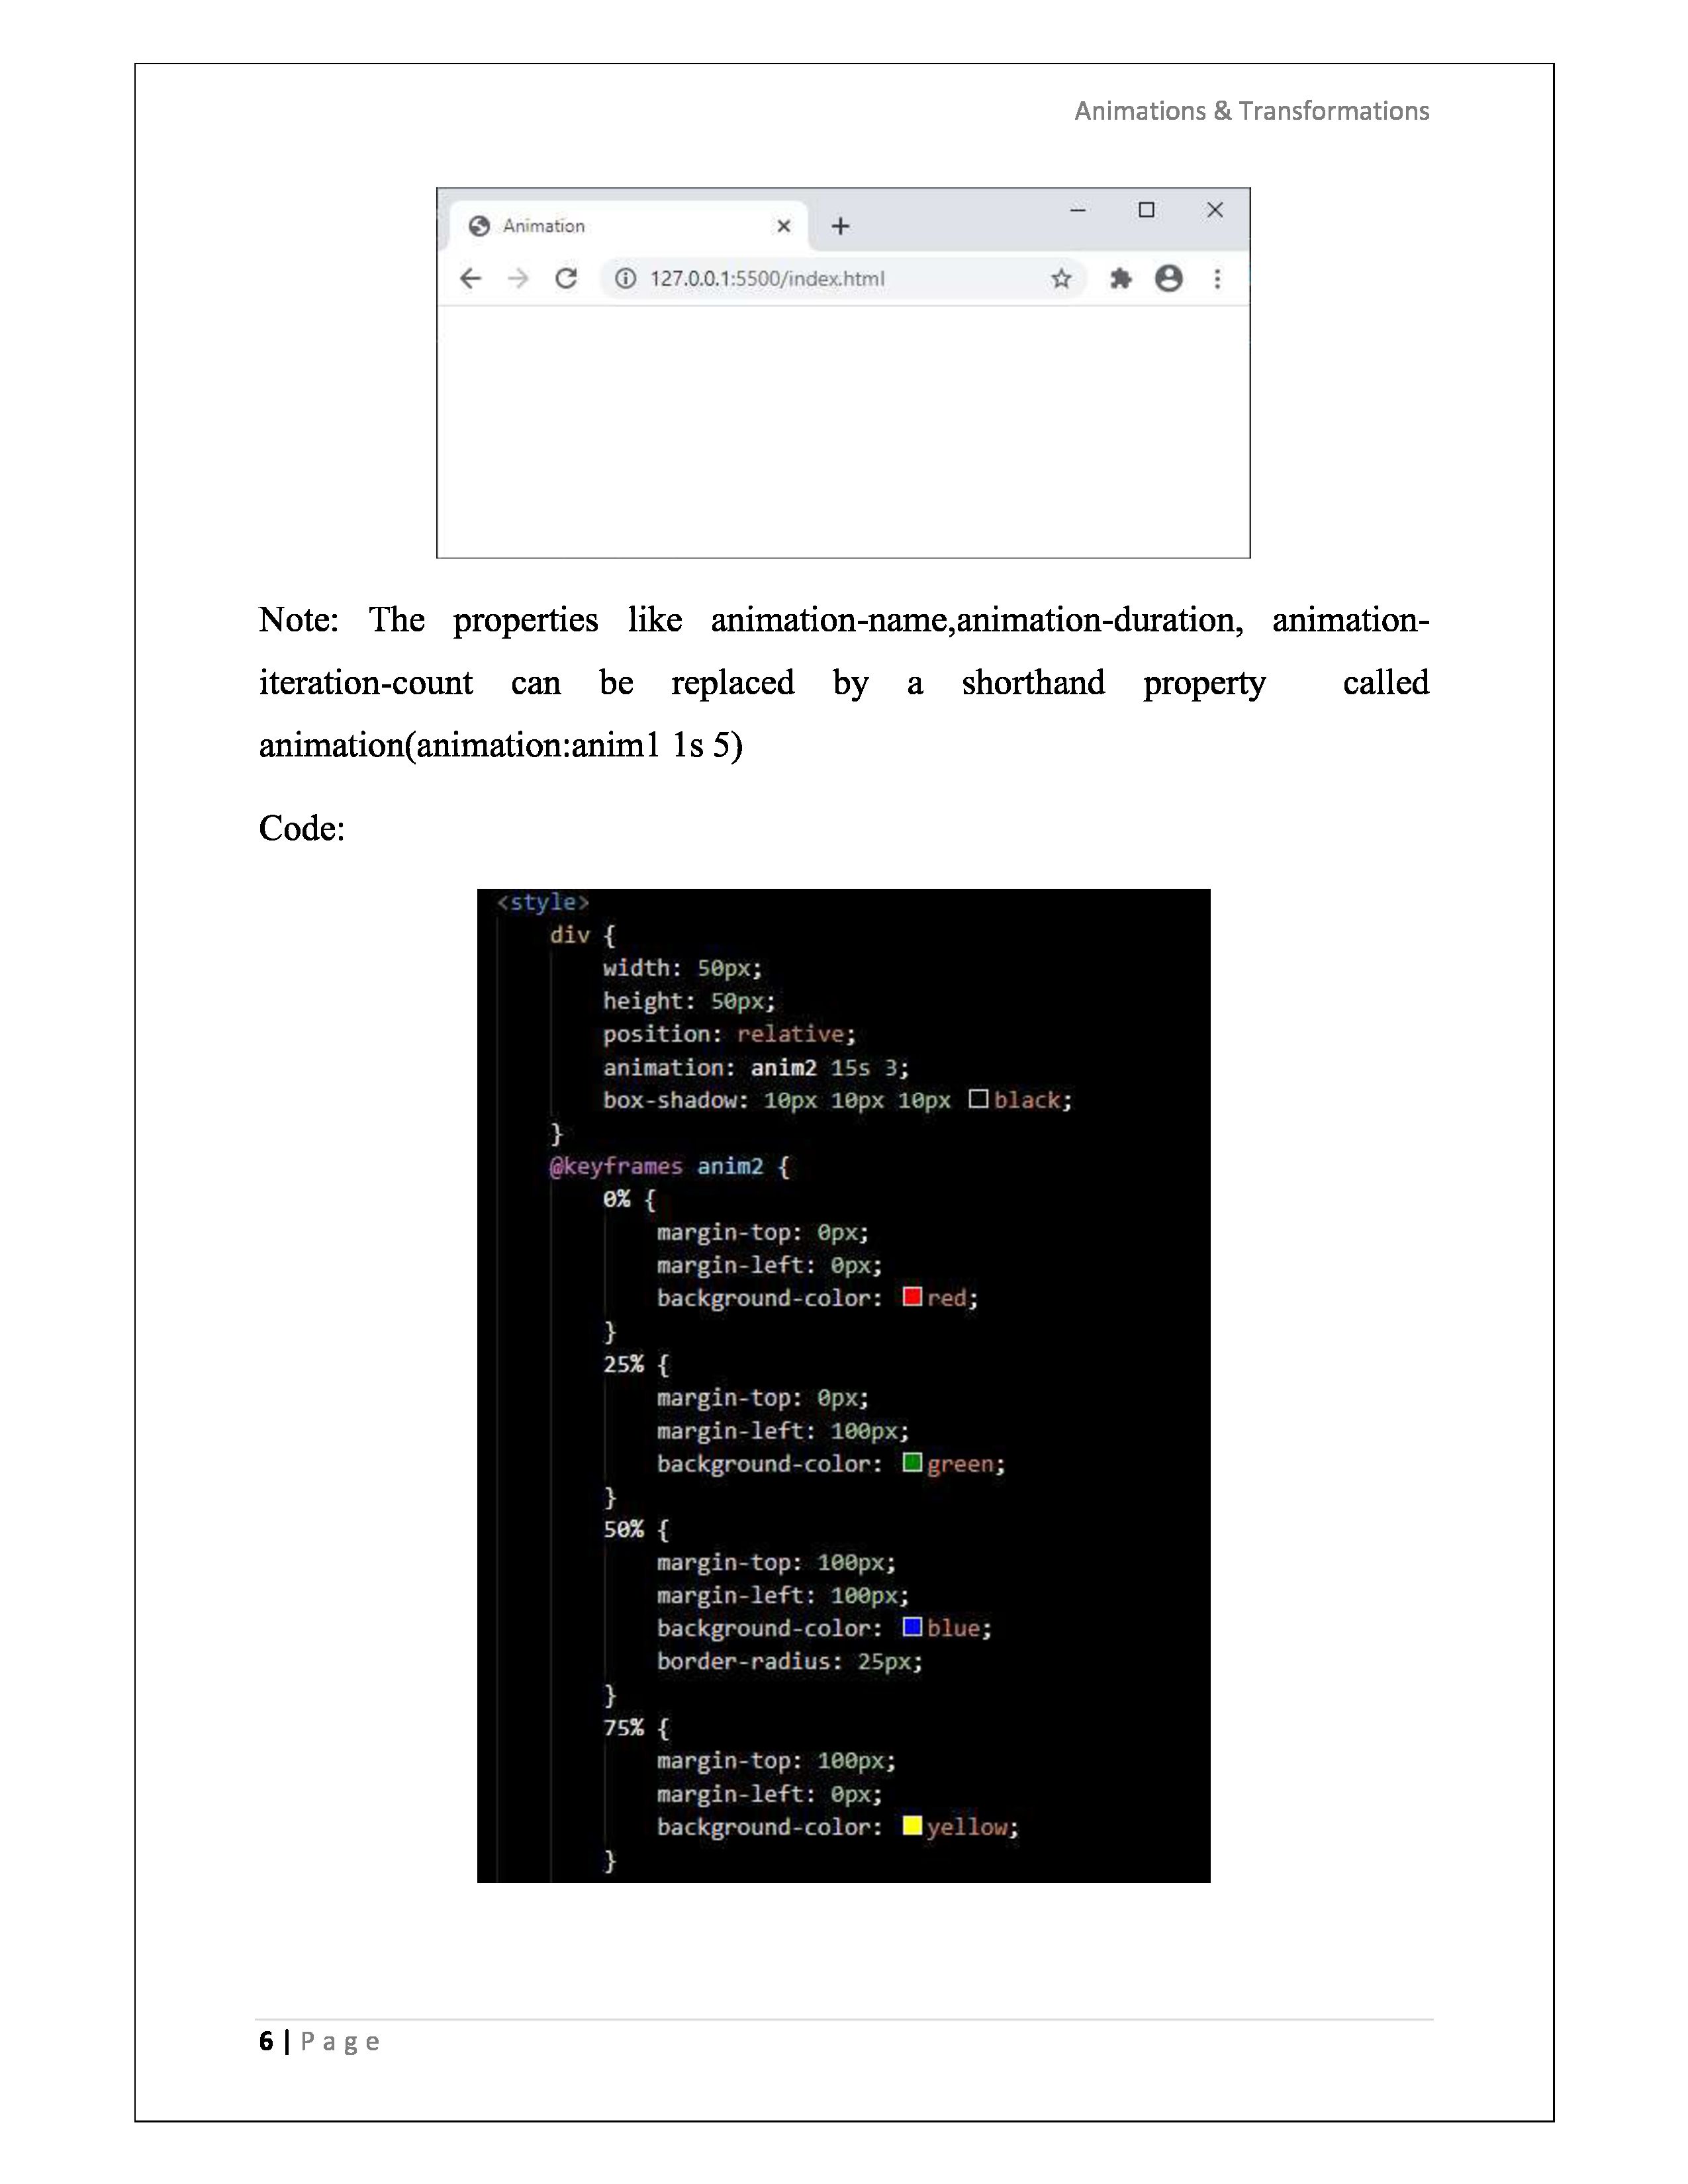 Animations & Transformations
Animation
127.0.0.1:5500/index.html
Note: The properties like animation-name,animation-duration, animation-
iteration-count can be replaced by a shorthand property called
animation(animation:anim1 1s 5)
Code:
<style>
div {
width: 50px;
height: 50px;
position: relative;
animation: anim2 15s 3;
box-shadow: 10px 10px 10px black;
}
@keyframes anim2 {
0% {
margin-top: 0px;
margin-left: 0px;
background-color: red;
}
25% {
margin-top: 0px;
margin-left: 100px;
background-color: green;
}
50% {
margin-top: 100px;
margin-left: 100px;
background-color: blue;
border-radius: 25px;
}
75% {
margin-top: 100px;
margin-left: 0px;
background-color: yellow;
}
6 | Page